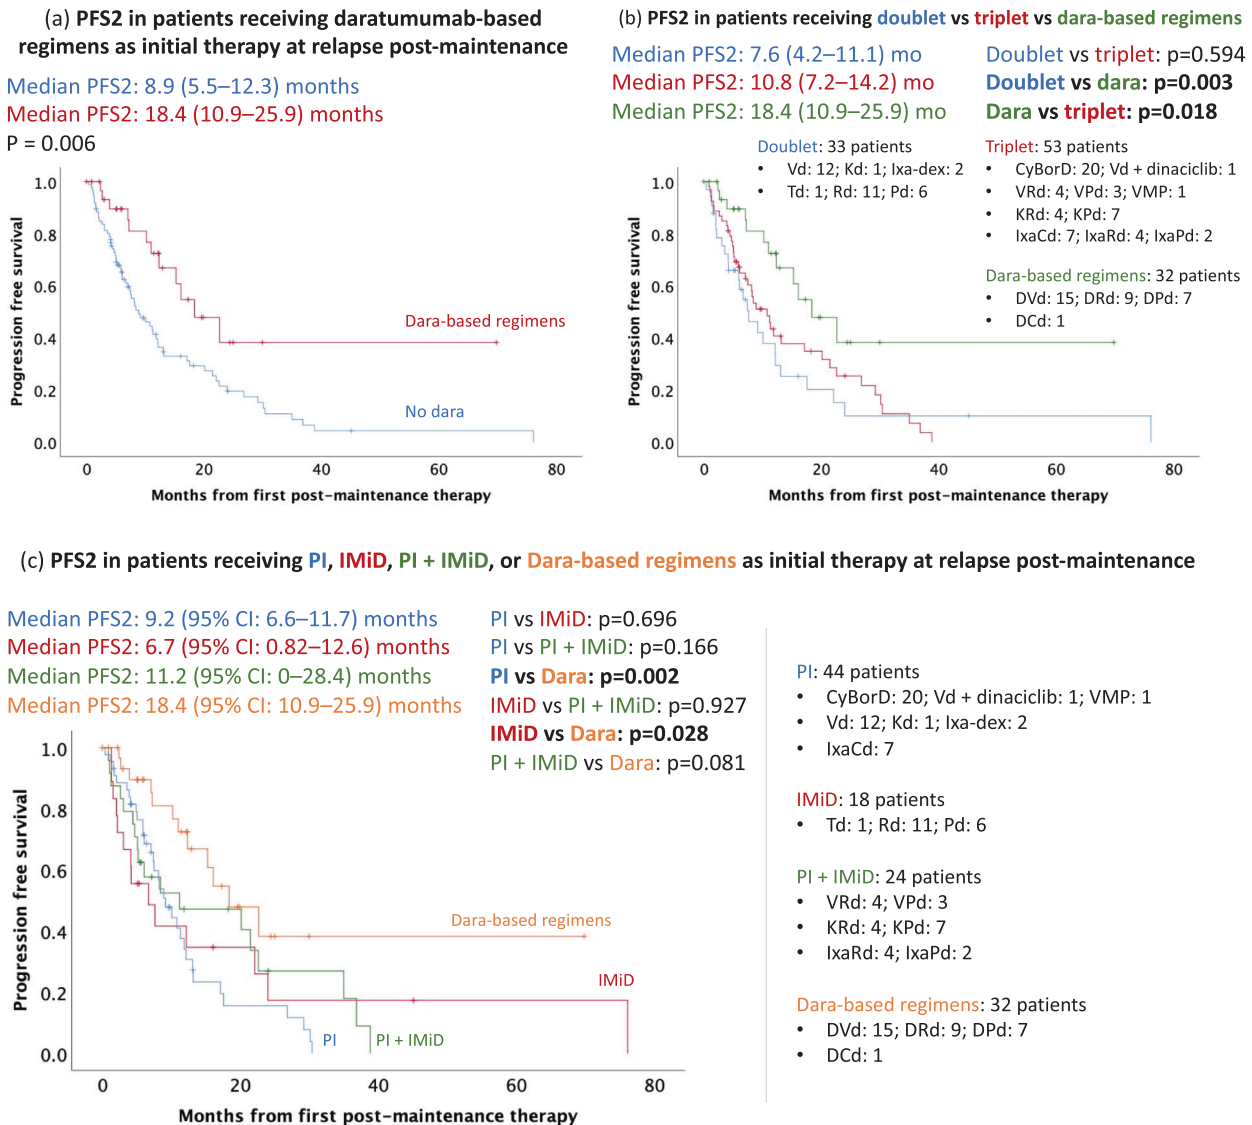 (a) PFS2 in patients receiving daratumumab-based
regimens as initial therapy at relapse post-maintenance
Median PFS2: 8.9 (5.5–12.3) months
Median PFS2: 18.4 (10.9–25.9) months
P = 0.006
Progression free survival
1.0
0.8
0.6
0.4
0.2
0.0
Dara-based regimens
No dara
0 20 40 60 80
Months from first post-maintenance therapy
(b) PFS2 in patients receiving doublet vs triplet vs dara-based regimens
Median PFS2: 7.6 (4.2–11.1) mo
Median PFS2: 10.8 (7.2–14.2) mo
Median PFS2: 18.4 (10.9–25.9) mo
Doublet vs triplet: p=0.594
Doublet vs dara: p=0.003
Dara vs triplet: p=0.018
Doublet: 33 patients
• Vd: 12; Kd: 1; Ixa-dex: 2
• Td: 1; Rd: 11; Pd: 6
Triplet: 53 patients
• CyBorD: 20; Vd + dinaciclib: 1
• VRd: 4; VPd: 3; VMP: 1
• KRd: 4; KPd: 7
• IxaCd: 7; IxaRd: 4; IxaPd: 2
Dara-based regimens: 32 patients
• DVd: 15; DRd: 9; DPd: 7
• DCd: 1
Progression free survival
1.0
0.8
0.6
0.4
0.2
0.0
0 20 40 60 80
Months from first post-maintenance therapy
(c) PFS2 in patients receiving PI, IMiD, PI + IMiD, or Dara-based regimens as initial therapy at relapse post-maintenance
Median PFS2: 9.2 (95% CI: 6.6–11.7) months
Median PFS2: 6.7 (95% CI: 0.82–12.6) months
Median PFS2: 11.2 (95% CI: 0–28.4) months
Median PFS2: 18.4 (95% CI: 10.9–25.9) months
PI vs IMiD: p=0.696
PI vs PI + IMiD: p=0.166
PI vs Dara: p=0.002
IMiD vs PI + IMiD: p=0.927
IMiD vs Dara: p=0.028
PI + IMiD vs Dara: p=0.081
Progression free survival
1.0
0.8
0.6
0.4
0.2
0.0
Dara-based regimens
IMiD
PI
PI + IMiD
0 20 40 60 80
Months from first post-maintenance therapy
PI: 44 patients
• CyBorD: 20; Vd + dinaciclib: 1; VMP: 1
• Vd: 12; Kd: 1; Ixa-dex: 2
• IxaCd: 7
IMiD: 18 patients
• Td: 1; Rd: 11; Pd: 6
PI + IMiD: 24 patients
• VRd: 4; VPd: 3
• KRd: 4; KPd: 7
• IxaRd: 4; IxaPd: 2
Dara-based regimens: 32 patients
• DVd: 15; DRd: 9; DPd: 7
• DCd: 1